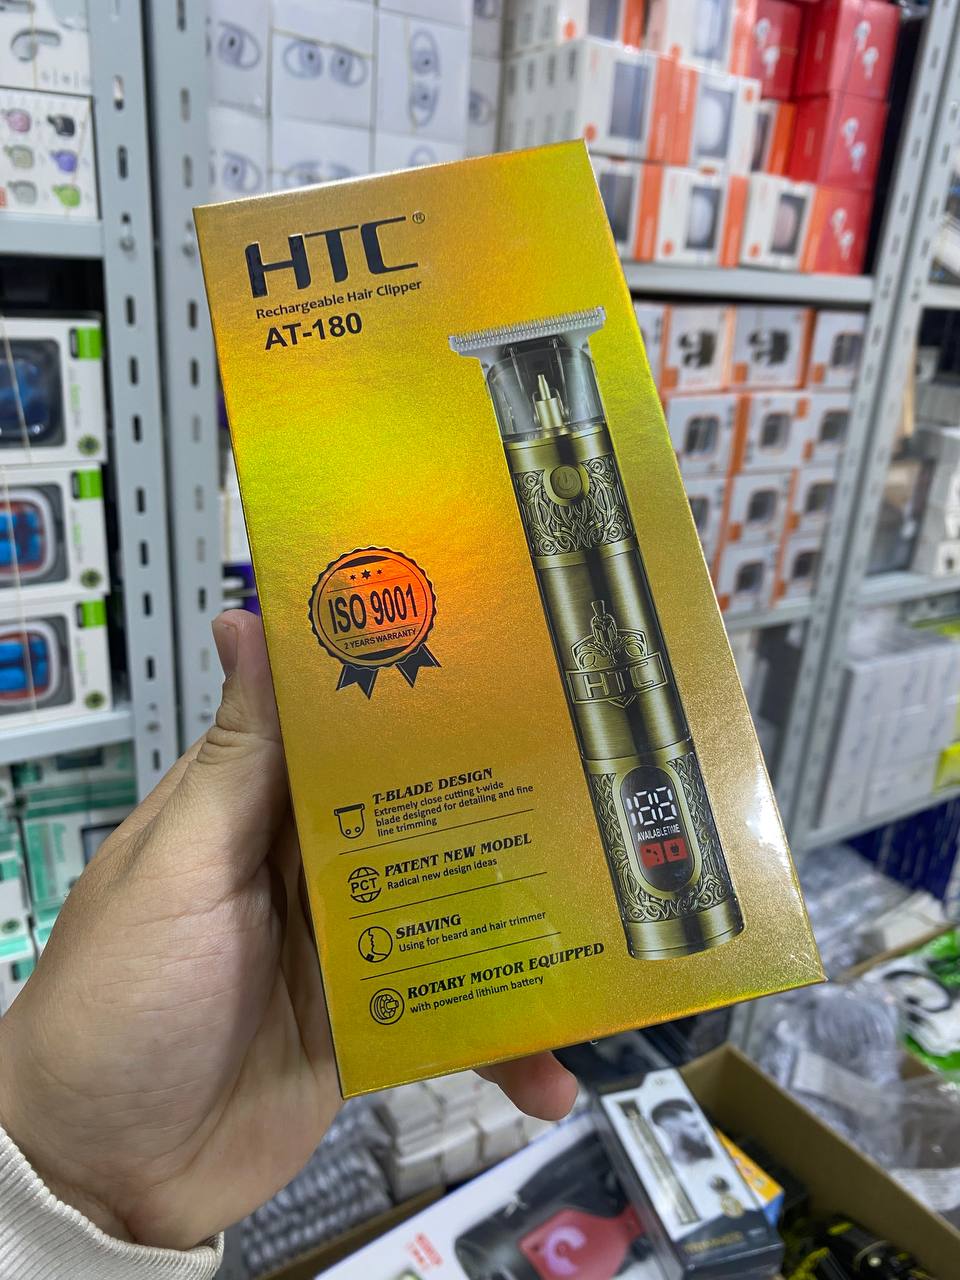 HTC®
Rechargeable Hair Clipper
AT-180
ISO 9001
2 YEARS WARRANTY
HTC
188
AVAILABLETIME
T-BLADE DESIGN
Extremely close cutting t-wide
blade designed for detailing and fine
line trimming
PCT
PATENT NEW MODEL
Radical new design ideas
SHAVING
Using for beard and hair trimmer
ROTARY MOTOR EQUIPPED
with powered lithium battery